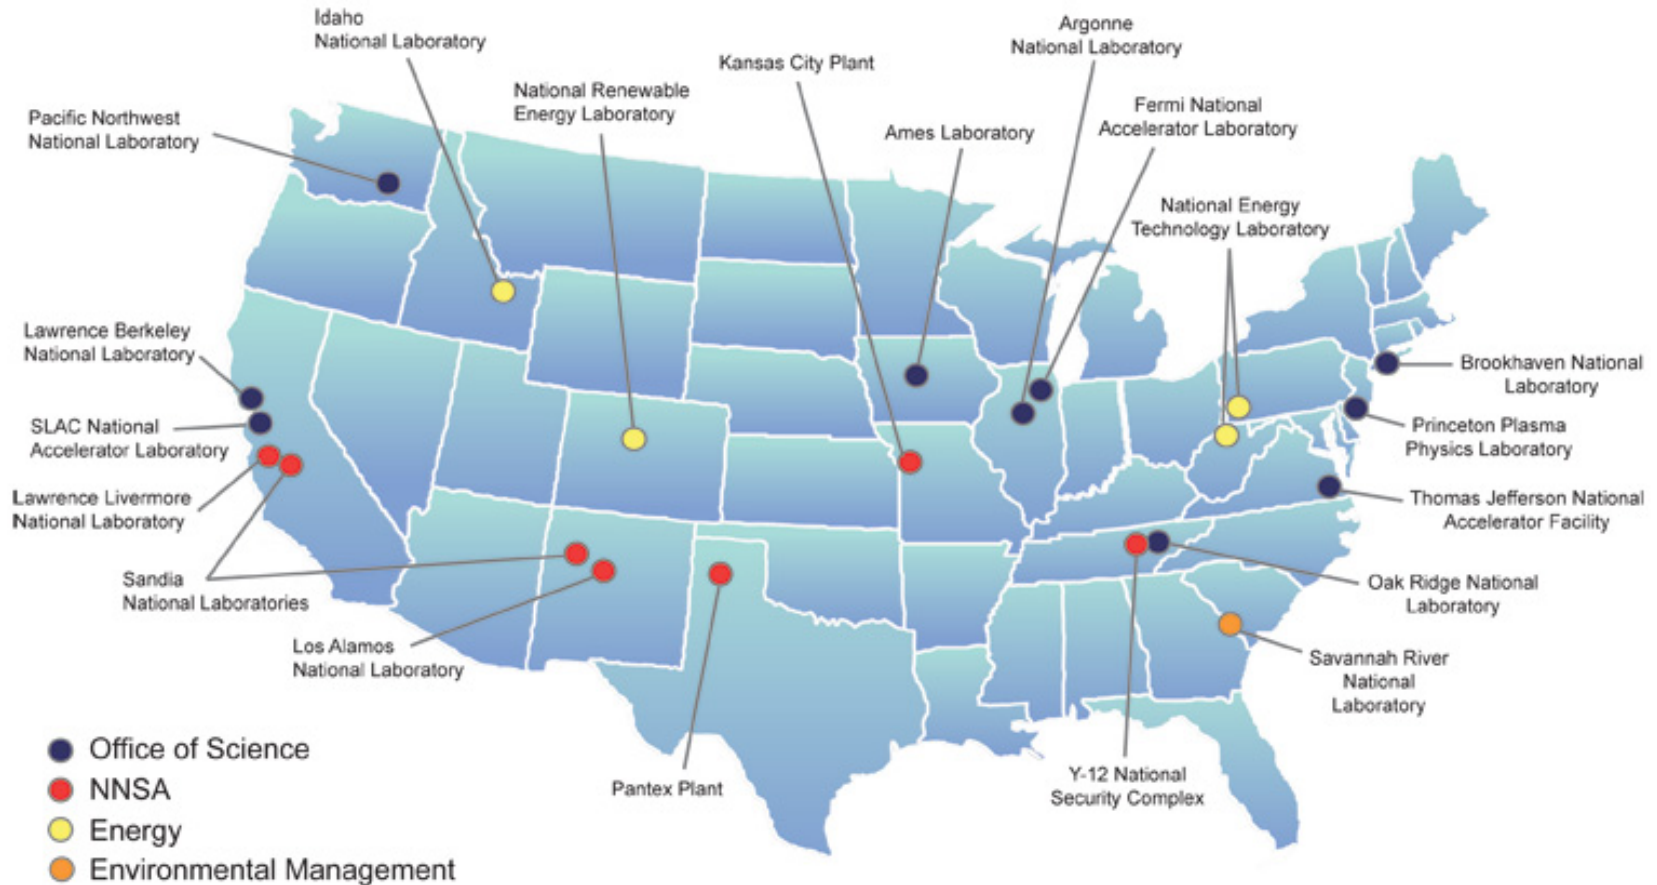 Idaho
National Laboratory
Argonne
National Laboratory
Kansas City Plant
National Renewable
Energy Laboratory
Fermi National
Accelerator Laboratory
Pacific Northwest
National Laboratory
Ames Laboratory
National Energy
Technology Laboratory
Lawrence Berkeley
National Laboratory
Brookhaven National
Laboratory
SLAC National
Accelerator Laboratory
Princeton Plasma
Physics Laboratory
Lawrence Livermore
National Laboratory
Thomas Jefferson National
Accelerator Facility
Sandia
National Laboratories
Oak Ridge National
Laboratory
Los Alamos
National Laboratory
Savannah River
National
Laboratory
Pantex Plant
Y-12 National
Security Complex
Office of Science
NNSA
Energy
Environmental Management